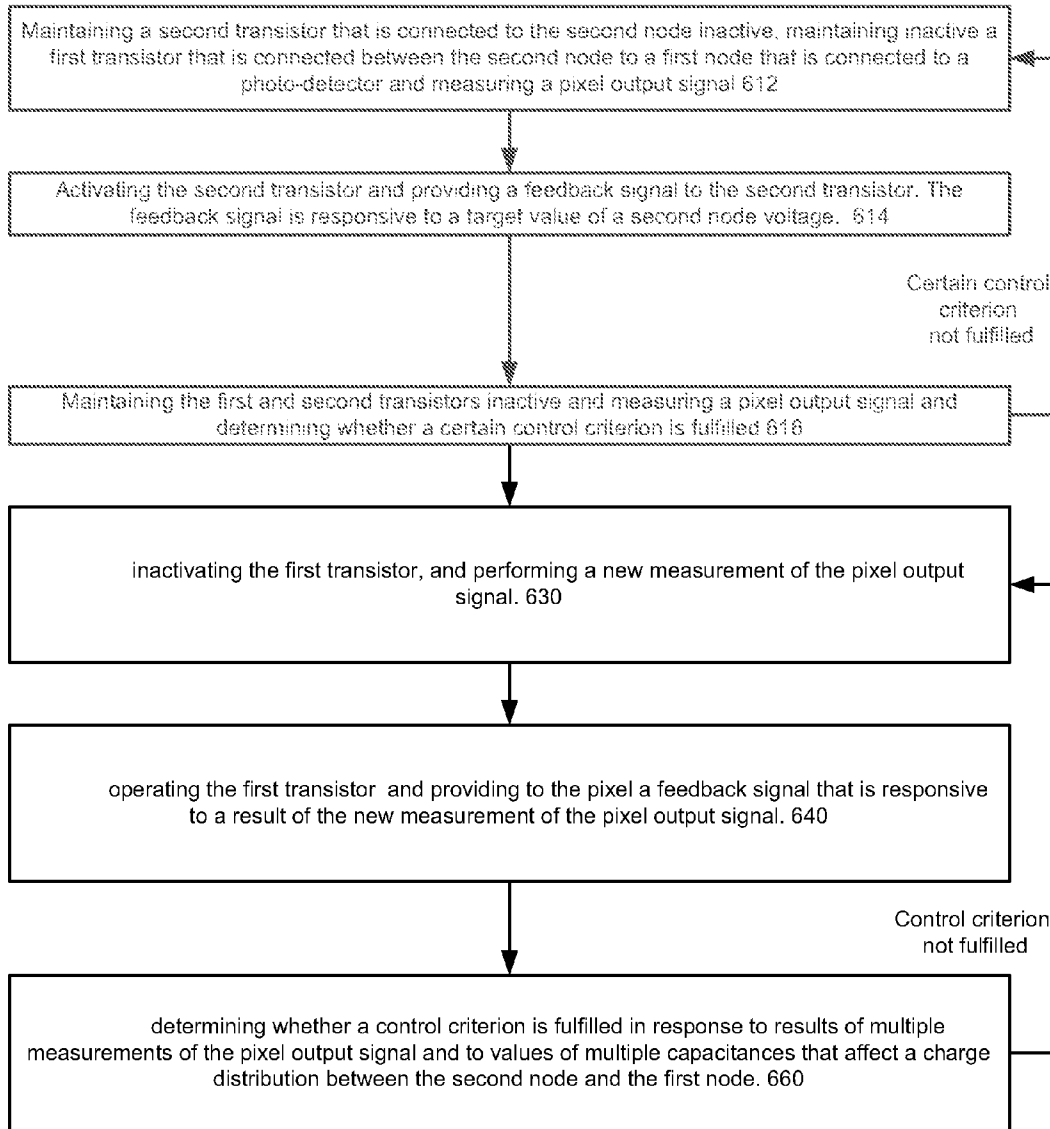 Maintaining a second transistor that is connected to the second node inactive, maintaining inactive a
first transistor that is connected between the second node to a first node that is connected to a
photo-detector and measuring a pixel output signal 612
Activating the second transistor and providing a feedback signal to the second transistor. The
feedback signal is responsive to a target value of a second node voltage.  614
Certain control
criterion
not fulfilled
Maintaining the first and second transistors inactive and measuring a pixel output signal and
determining whether a certain control criterion is fulfilled 616
inactivating the first transistor, and performing a new measurement of the pixel output
signal. 630
operating the first transistor  and providing to the pixel a feedback signal that is responsive
to a result of the new measurement of the pixel output signal. 640
Control criterion
not fulfilled
determining whether a control criterion is fulfilled in response to results of multiple
measurements of the pixel output signal and to values of multiple capacitances that affect a charge
distribution between the second node and the first node. 660